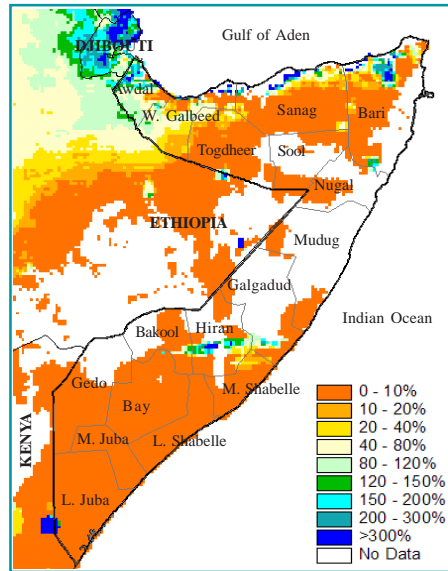 Gulf of Aden
DJIBOUTI
Awdal
W. Galbeed
Sanag
Bari
Togdheer
Sool
Nugal
ETHIOPIA
Mudug
Galgadud
Indian Ocean
Bakool
Hiran
Gedo
M. Shabelle
Bay
KENYA
M. Juba
L. Shabelle
L. Juba
0 - 10%
10 - 20%
20 - 40%
40 - 80%
80 - 120%
120 - 150%
150 - 200%
200 - 300%
>300%
No Data